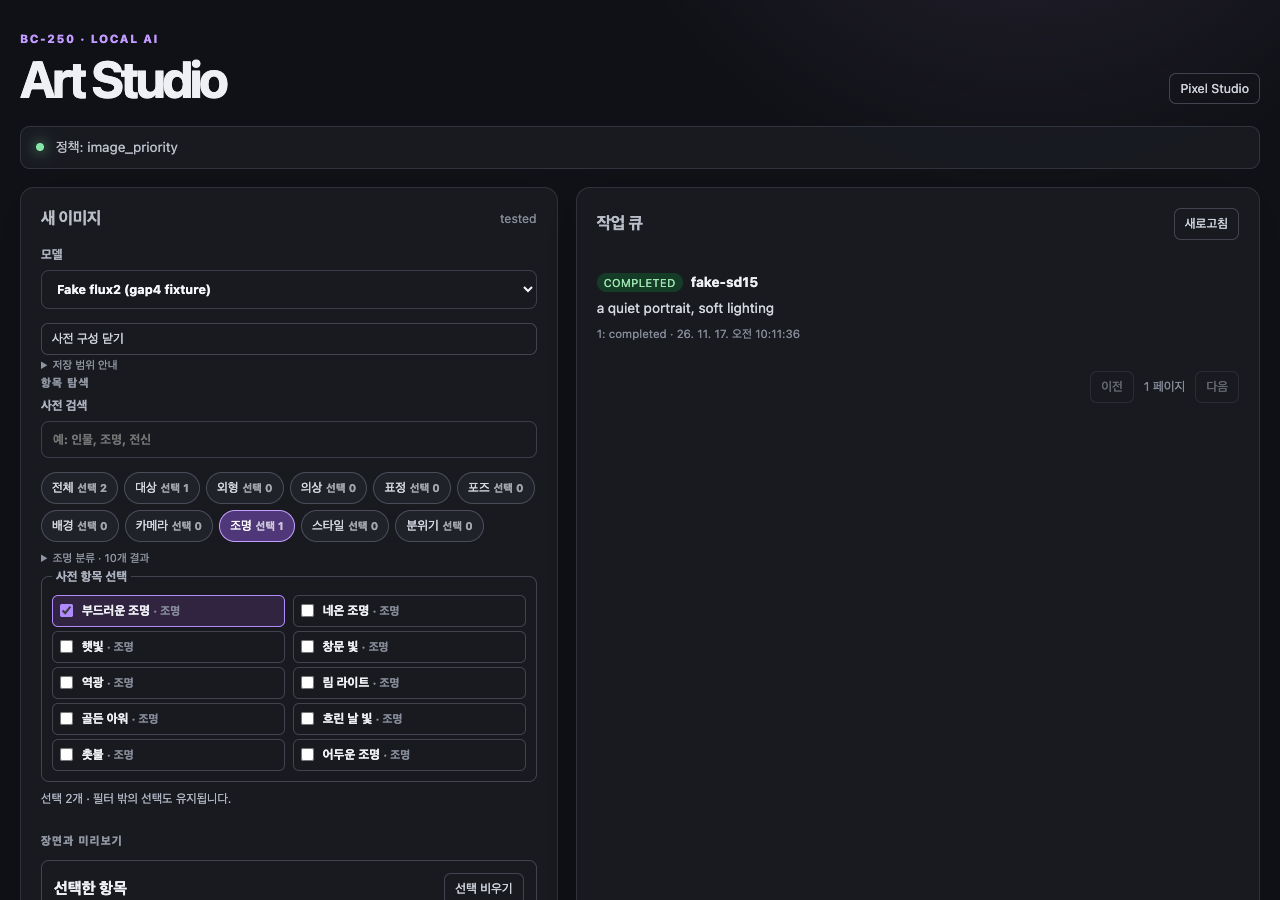 BC-250 · LOCAL AI
Art Studio
Pixel Studio
정책: image_priority
새 이미지
tested
모델
Fake flux2 (gap4 fixture)
사전 구성 닫기
저장 범위 안내
항목 탐색
사전 검색
예: 인물, 조명, 전신
전체 선택 2 대상 선택 1 외형 선택 0 의상 선택 0 표정 선택 0 포즈 선택 0
배경 선택 0 카메라 선택 0 조명 선택 1 스타일 선택 0 분위기 선택 0
조명 분류 · 10개 결과
사전 항목 선택
부드러운 조명 · 조명 네온 조명 · 조명
햇빛 · 조명 창문 빛 · 조명
역광 · 조명 림 라이트 · 조명
골든 아워 · 조명 흐린 날 빛 · 조명
촛불 · 조명 어두운 조명 · 조명
선택 2개 · 필터 밖의 선택도 유지됩니다.
장면과 미리보기
선택한 항목
선택 비우기
작업 큐
새로고침
COMPLETED fake-sd15
a quiet portrait, soft lighting
1: completed · 26. 11. 17. 오전 10:11:36
이전 1 페이지 다음